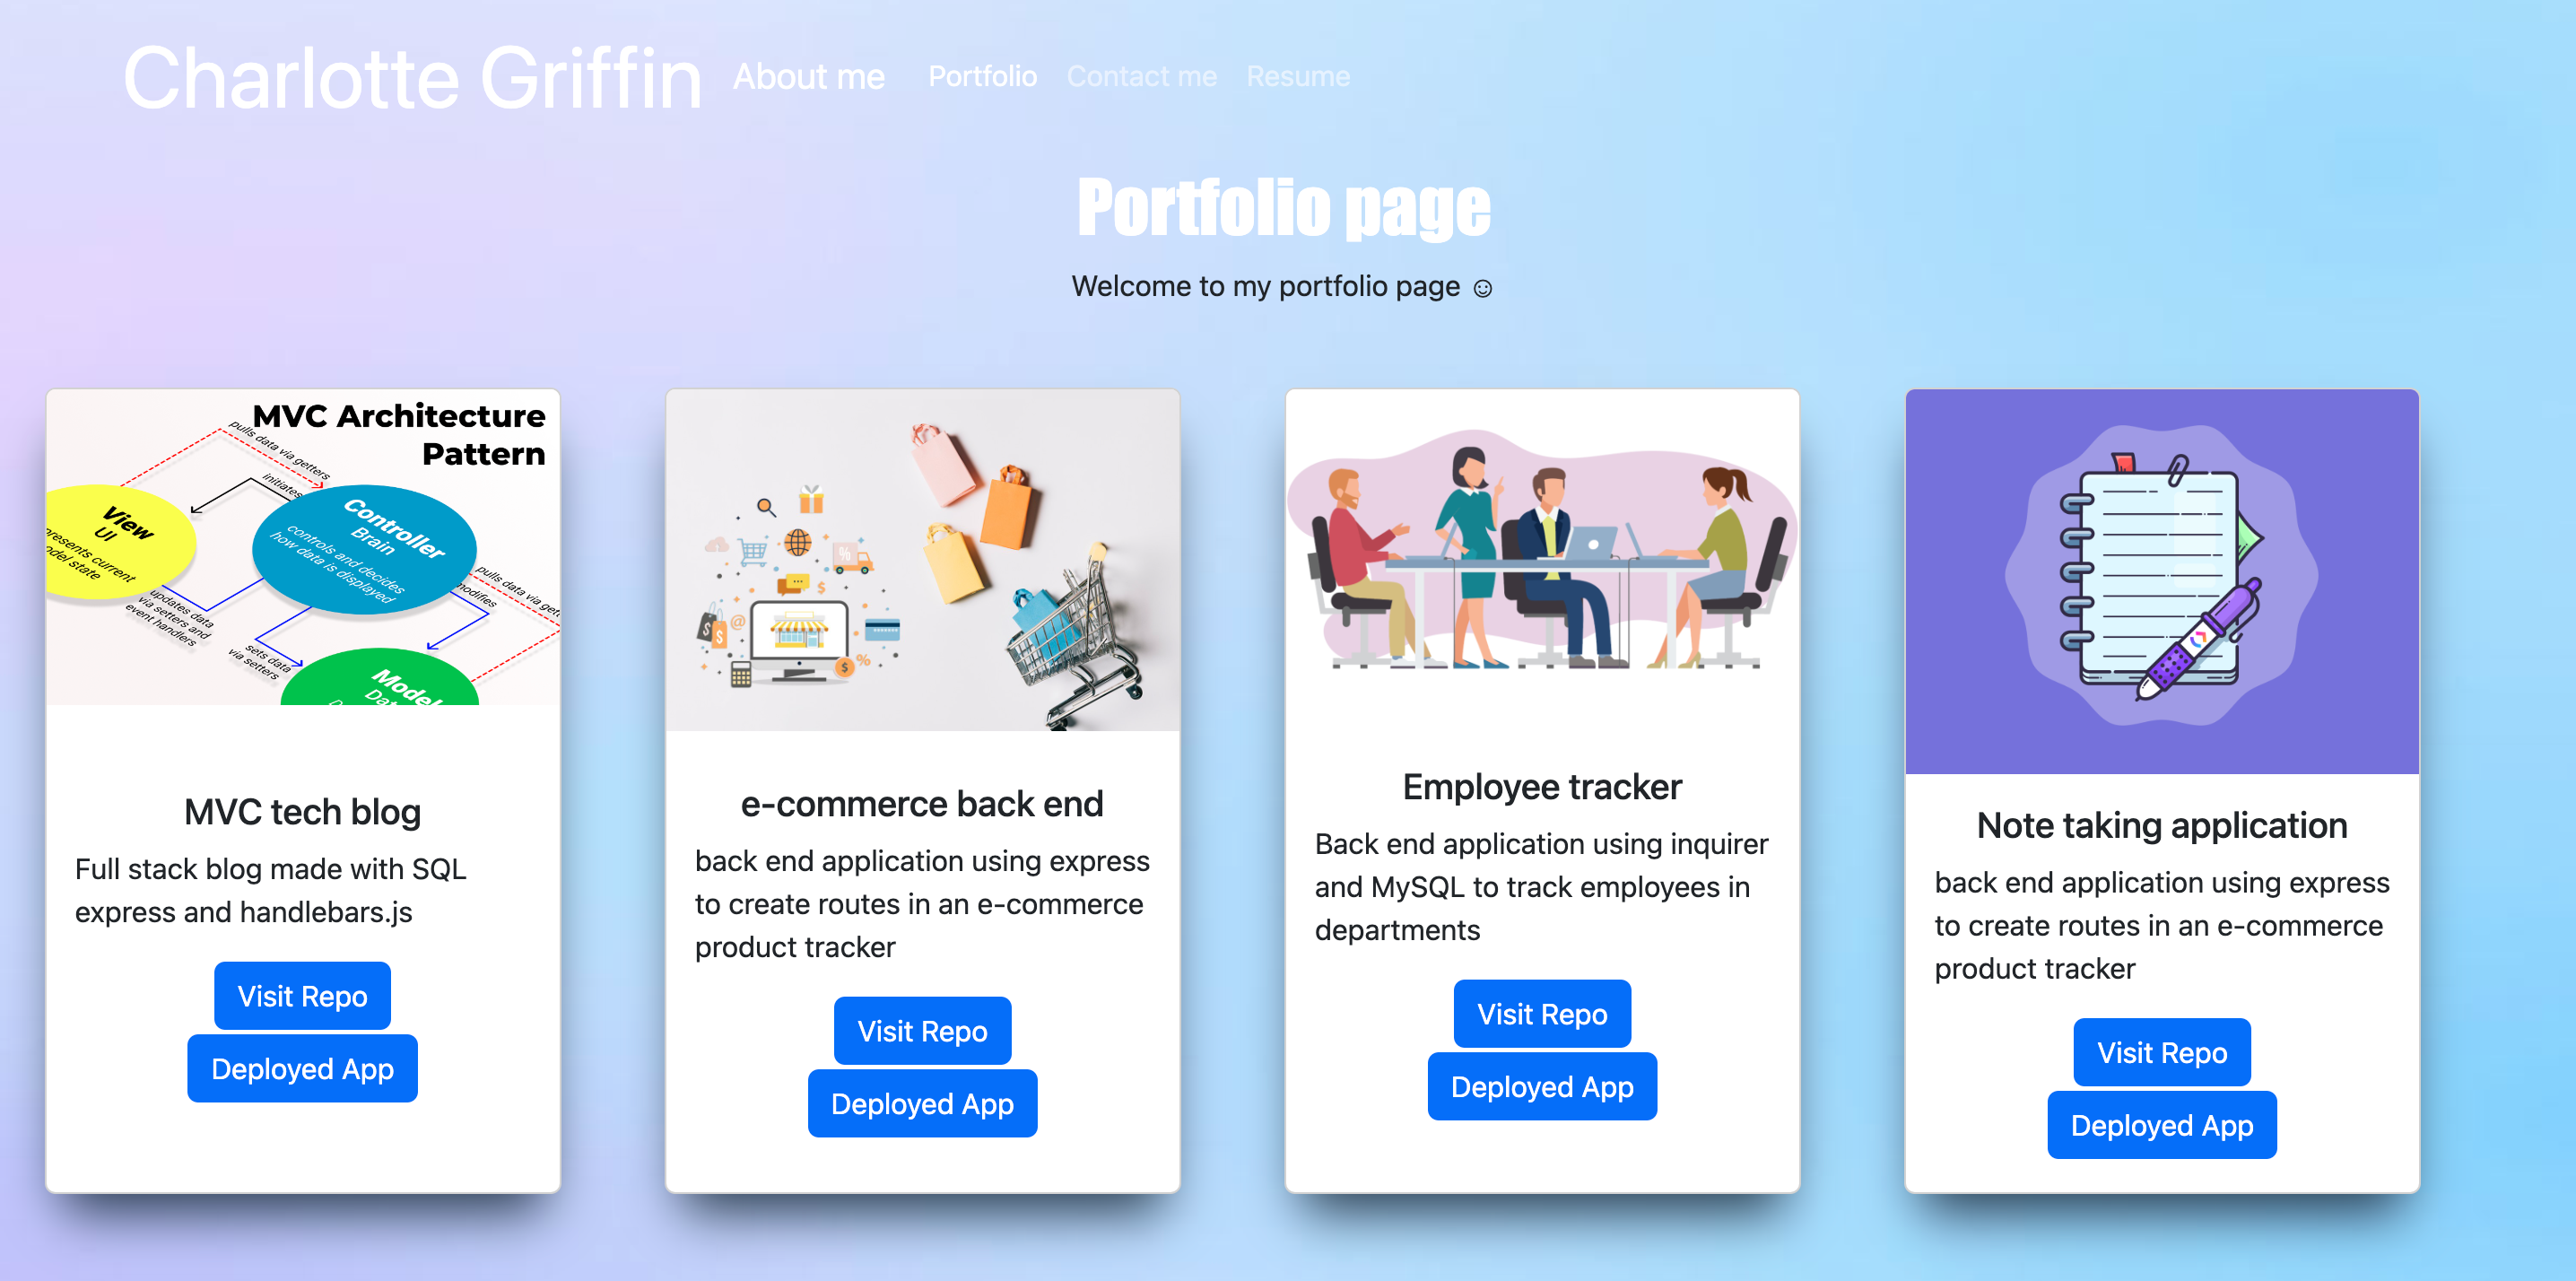 Charlotte Griffin About me Portfolio Contact me Resume
Portfolio page
Welcome to my portfolio page ☺
MVC Architecture
Pattern
pulls data via getters
initiates
View
UI
current
model state
Controller
Brain
controls and decides
how data is displayed
updates data
via setters and
event handlers
pulls data via
modifies
sets data
via setters
Model
MVC tech blog
Full stack blog made with SQL
express and handlebars.js
Visit Repo
Deployed App
e-commerce back end
back end application using express
to create routes in an e-commerce
product tracker
Visit Repo
Deployed App
Employee tracker
Back end application using inquirer
and MySQL to track employees in
departments
Visit Repo
Deployed App
Note taking application
back end application using express
to create routes in an e-commerce
product tracker
Visit Repo
Deployed App